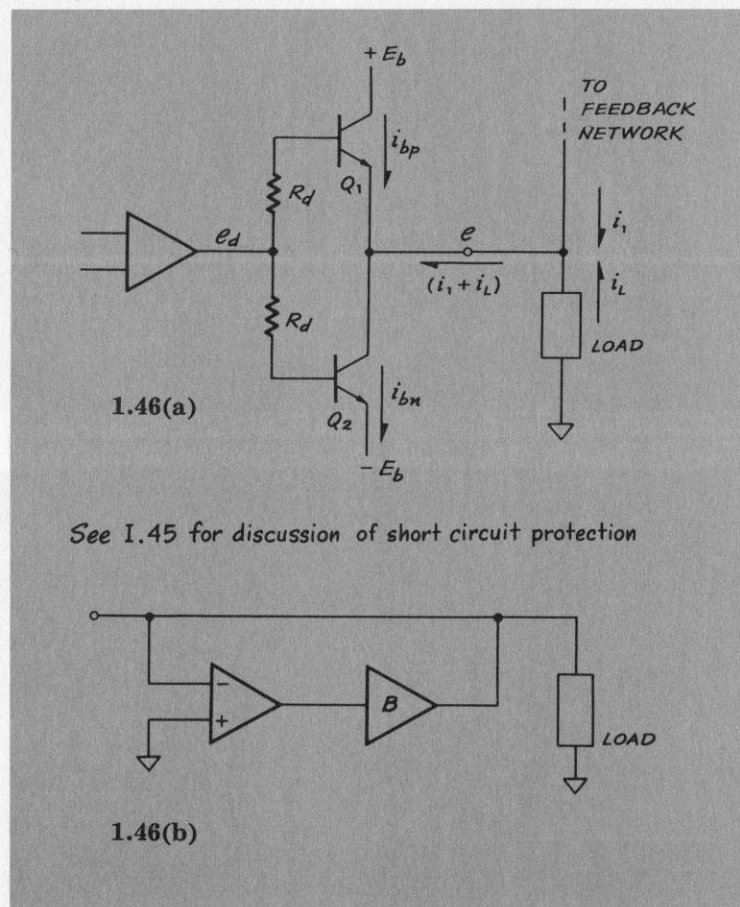 + E_b
TO
FEEDBACK
NETWORK
i_bp
R_d
Q_1
e_d
e
i_1
(i_1 + i_L)
i_L
R_d
LOAD
1.46(a)
i_bn
Q_2
- E_b
See I.45 for discussion of short circuit protection
-
B
+
LOAD
1.46(b)